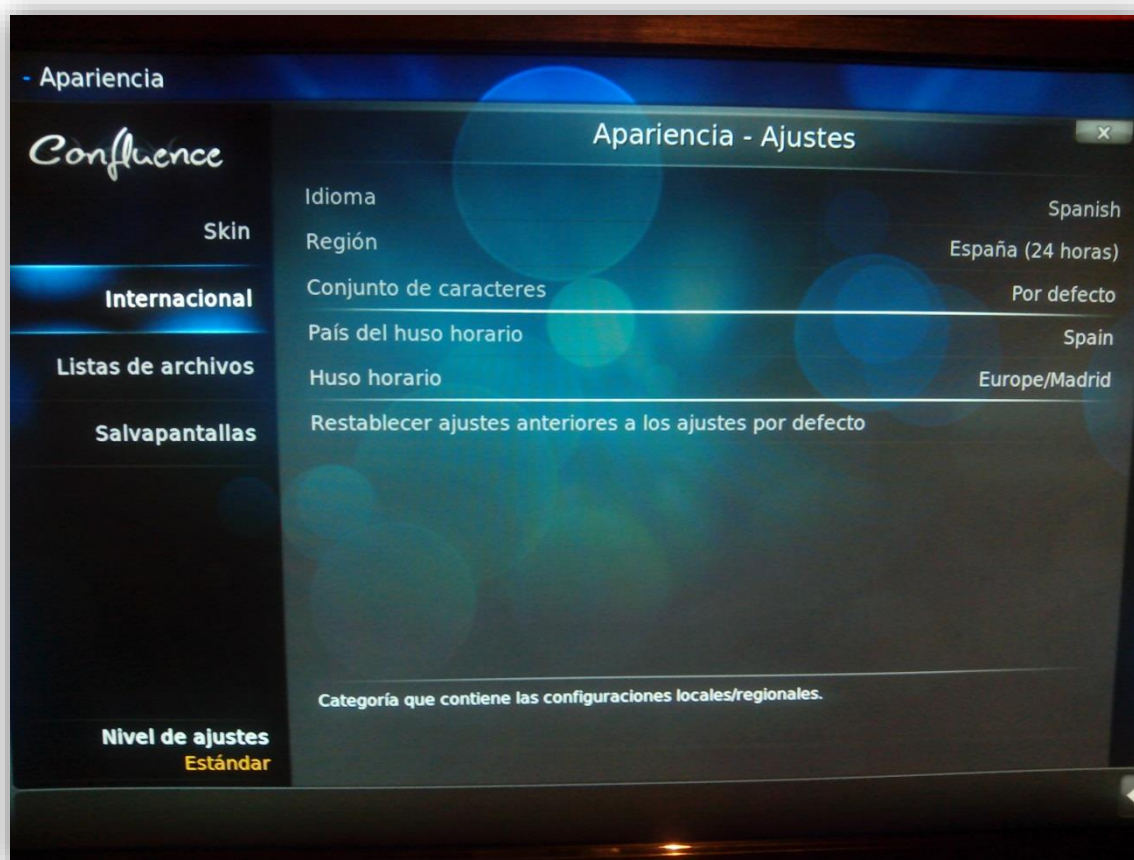 - Apariencia
Confluence
Skin
Internacional
Listas de archivos
Salvapantallas
Nivel de ajustes
Estándar
Apariencia - Ajustes
X
Idioma Spanish
Región España (24 horas)
Conjunto de caracteres Por defecto
País del huso horario Spain
Huso horario Europe/Madrid
Restablecer ajustes anteriores a los ajustes por defecto
Categoría que contiene las configuraciones locales/regionales.